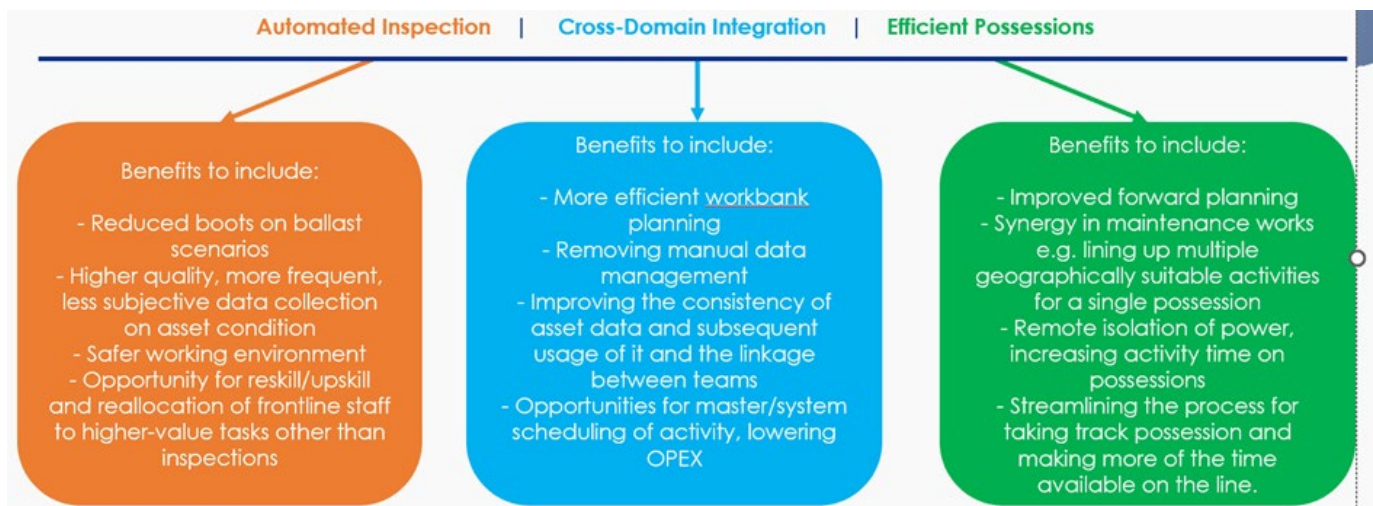 Automated Inspection | Cross-Domain Integration | Efficient Possessions
Benefits to include:
- Reduced boots on ballast
scenarios
- Higher quality, more frequent,
less subjective data collection
on asset condition
- Safer working environment
- Opportunity for reskill/upskill
and reallocation of frontline staff
to higher-value tasks other than
inspections
Benefits to include:
- More efficient workbank
planning
- Removing manual data
management
- Improving the consistency of
asset data and subsequent
usage of it and the linkage
between teams
- Opportunities for master/system
scheduling of activity, lowering
OPEX
Benefits to include:
- Improved forward planning
- Synergy in maintenance works
e.g. lining up multiple
geographically suitable activities
for a single possession
- Remote isolation of power,
increasing activity time on
possessions
- Streamlining the process for
taking track possession and
making more of the time
available on the line.